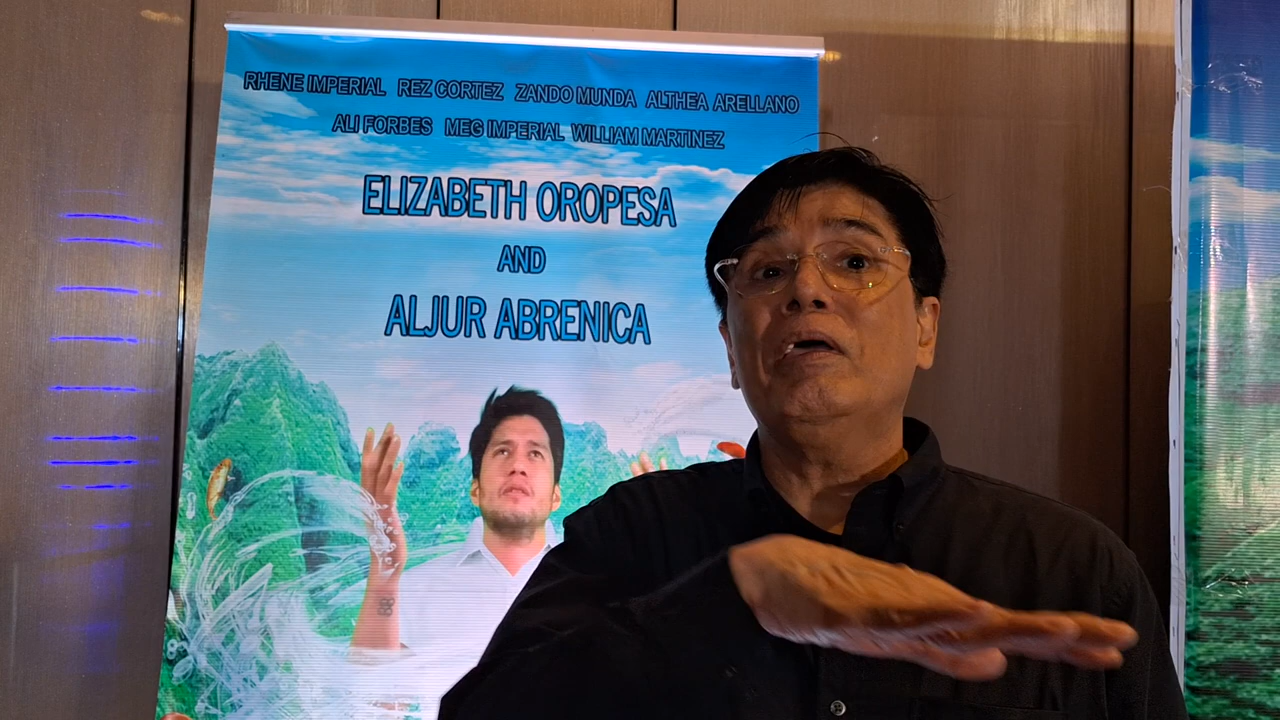 RHENE IMPERIAL REZ CORTEZ ZANDO MUNDA ALTHEA ARELLANO
ALI FORBES MEG IMPERIAL WILLIAM MARTINEZ
ELIZABETH OROPESA
AND
ALJUR ABRENICA